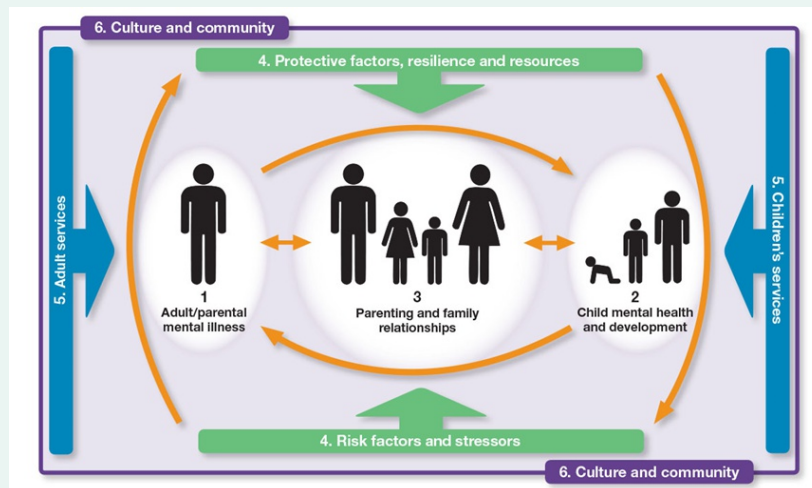 6. Culture and community
4. Protective factors, resilience and resources
5. Adult services
5. Children's services
1
Adult/parental
mental illness
3
Parenting and family
relationships
2
Child mental health
and development
4. Risk factors and stressors
6. Culture and community